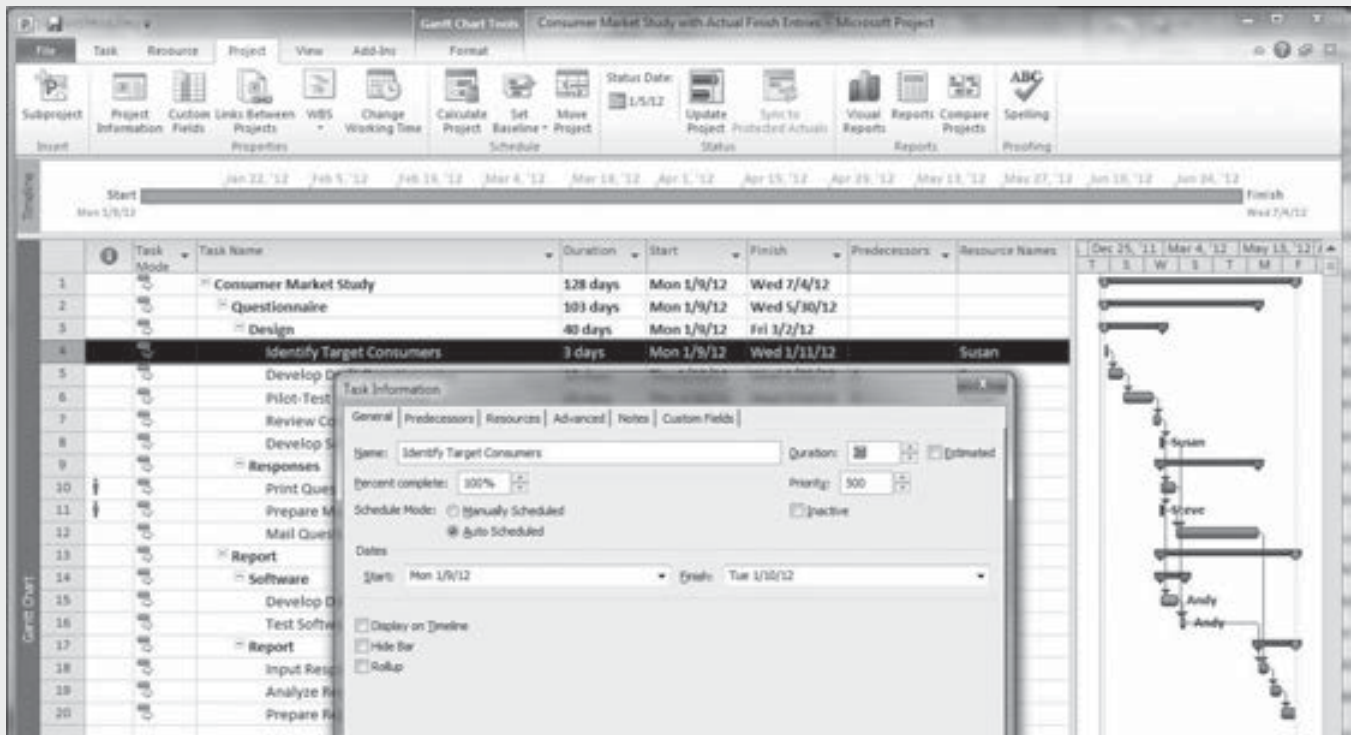 Gantt Chart Tools
Consumer Market Study with Actual Finish Entries - Microsoft Project
File Task Resource Project View Add-Ins Format
Subproject
Project Information
Custom Fields
Links Between Projects
WBS
Change Working Time
Calculate Project
Set Baseline
Move Project
Status Date:
1/5/12
Update Project
Sync to Protected Actuals
Visual Reports
Reports
Compare Projects
ABC
Spelling
Insert Properties Schedule Status Reports Proofing
Timeline
Jan 22, '12 Feb 5, '12 Feb 19, '12 Mar 4, '12 Mar 18, '12 Apr 1, '12 Apr 15, '12 Apr 29, '12 May 13, '12 May 27, '12 Jun 10, '12 Jun 24, '12
Start
Mon 1/9/12
Finish
Wed 7/4/12
Gantt Chart
Task Mode Task Name Duration Start Finish Predecessors Resource Names
Dec 25, '11 Mar 4, '12 May 13, '12
T S W S T M F
1 Consumer Market Study 128 days Mon 1/9/12 Wed 7/4/12
2 Questionnaire 103 days Mon 1/9/12 Wed 5/30/12
3 Design 40 days Mon 1/9/12 Fri 3/2/12
4 Identify Target Consumers 3 days Mon 1/9/12 Wed 1/11/12 Susan
5 Develop
6 Pilot-Test
7 Review
8 Develop
Susan
9 Responses
10 Print
11 Prepare
Steve
12 Mail
13 Report
14 Software
15 Develop
Andy
16 Test
Andy
17 Report
18 Input
19 Analyze
20 Prepare
Task Information
General Predecessors Resources Advanced Notes Custom Fields
Name: Identify Target Consumers
Duration:
Estimated
Percent complete: 100%
Priority: 500
Schedule Mode: Manually Scheduled
Auto Scheduled
Inactive
Dates
Start: Mon 1/9/12
Finish: Tue 1/10/12
Display on Timeline
Hide Bar
Rollup